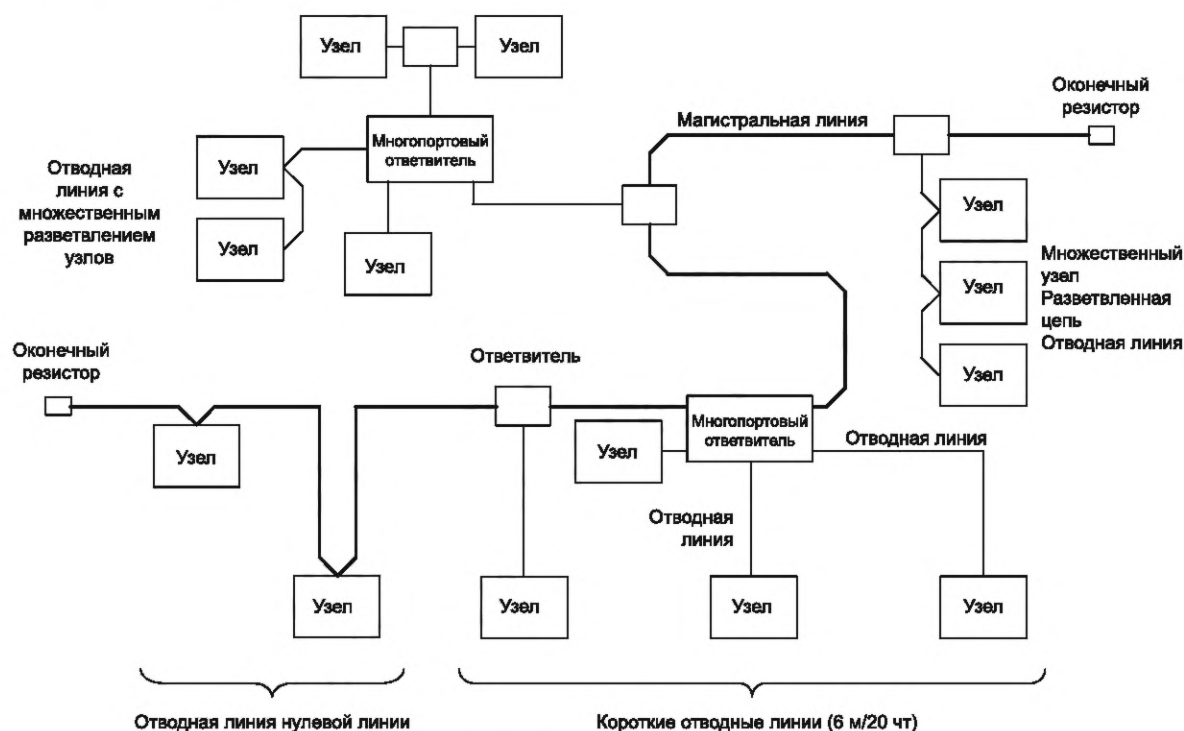 Узел
Узел
Оконечный
резистор
Магистральная линия
Многопортовый
ответвитель
Отводная
линия с
множественным
разветвлением
узлов
Узел
Узел
Узел
Узел
Узел
Узел
Множественный
узел
Разветвленная
цепь
Отводная линия
Оконечный
резистор
Ответвитель
Многопортовый
ответвитель
Узел
Узел
Отводная линия
Отводная
линия
Узел
Узел
Узел
Узел
Отводная линия нулевой линии
Короткие отводные линии (6 м/20 чт)